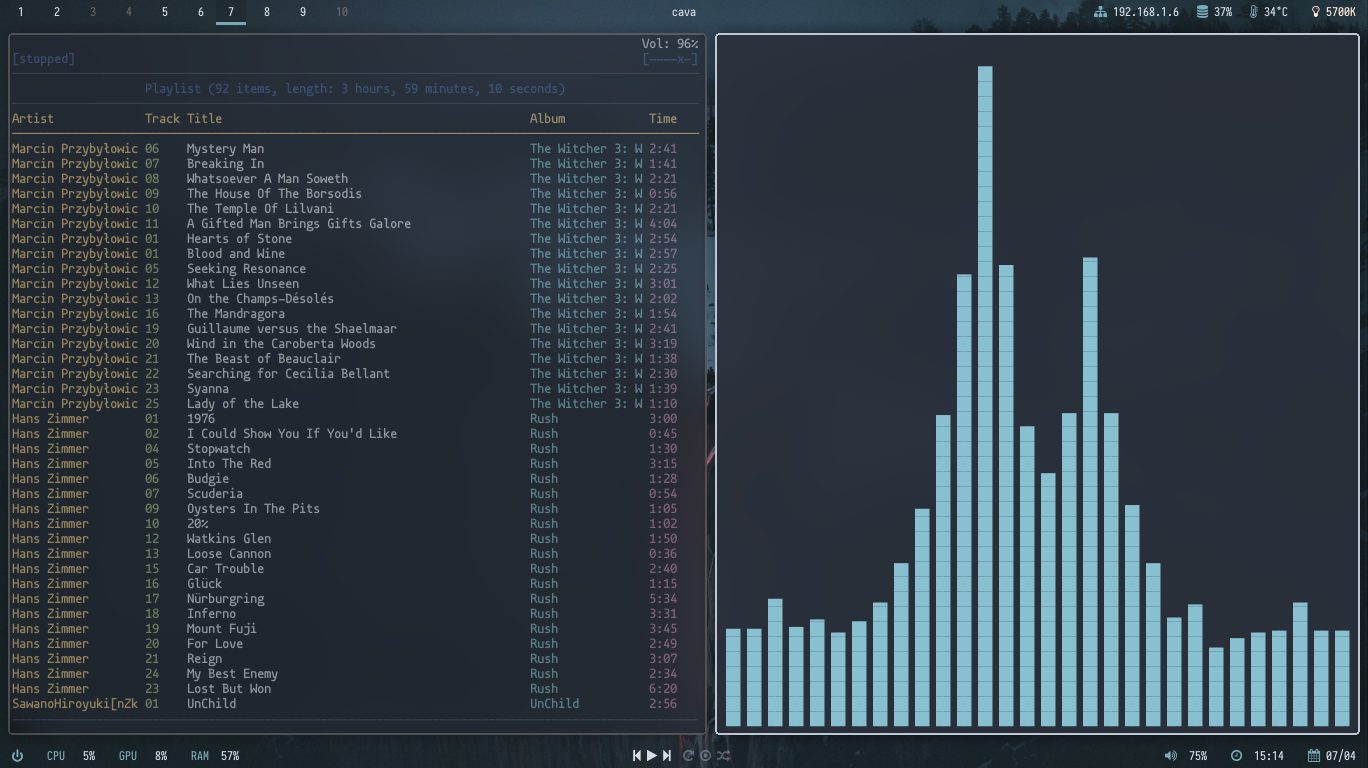 1 2 3 4 5 6 7 8 9 10 cava 192.168.1.6 37% 34°C 5700K
Vol: 96%
[stopped] [————x—]
Playlist (92 items, length: 3 hours, 59 minutes, 10 seconds)
Artist Track Title Album Time
Marcin Przybyłowic 06 Mystery Man The Witcher 3: W 2:41
Marcin Przybyłowic 07 Breaking In The Witcher 3: W 1:41
Marcin Przybyłowic 08 Whatsoever A Man Soweth The Witcher 3: W 2:21
Marcin Przybyłowic 09 The House Of The Borsodis The Witcher 3: W 0:56
Marcin Przybyłowic 10 The Temple Of Lilvani The Witcher 3: W 2:21
Marcin Przybyłowic 11 A Gifted Man Brings Gifts Galore The Witcher 3: W 4:04
Marcin Przybyłowic 01 Hearts of Stone The Witcher 3: W 2:54
Marcin Przybyłowic 01 Blood and Wine The Witcher 3: W 2:57
Marcin Przybyłowic 05 Seeking Resonance The Witcher 3: W 2:25
Marcin Przybyłowic 12 What Lies Unseen The Witcher 3: W 3:01
Marcin Przybyłowic 13 On the Champs–Désolés The Witcher 3: W 2:02
Marcin Przybyłowic 16 The Mandragora The Witcher 3: W 1:54
Marcin Przybyłowic 19 Guillaume versus the Shaelmaar The Witcher 3: W 2:41
Marcin Przybyłowic 20 Wind in the Caroberta Woods The Witcher 3: W 3:19
Marcin Przybyłowic 21 The Beast of Beauclair The Witcher 3: W 1:38
Marcin Przybyłowic 22 Searching for Cecilia Bellant The Witcher 3: W 2:30
Marcin Przybyłowic 23 Syanna The Witcher 3: W 1:39
Marcin Przybyłowic 25 Lady of the Lake The Witcher 3: W 1:10
Hans Zimmer 01 1976 Rush 3:00
Hans Zimmer 02 I Could Show You If You'd Like Rush 0:45
Hans Zimmer 04 Stopwatch Rush 1:30
Hans Zimmer 05 Into The Red Rush 3:15
Hans Zimmer 06 Budgie Rush 1:28
Hans Zimmer 07 Scuderia Rush 0:54
Hans Zimmer 09 Oysters In The Pits Rush 1:05
Hans Zimmer 10 20% Rush 1:02
Hans Zimmer 12 Watkins Glen Rush 1:50
Hans Zimmer 13 Loose Cannon Rush 0:36
Hans Zimmer 15 Car Trouble Rush 2:40
Hans Zimmer 16 Glück Rush 1:15
Hans Zimmer 17 Nürburgring Rush 5:34
Hans Zimmer 18 Inferno Rush 3:31
Hans Zimmer 19 Mount Fuji Rush 3:45
Hans Zimmer 20 For Love Rush 2:49
Hans Zimmer 21 Reign Rush 3:07
Hans Zimmer 24 My Best Enemy Rush 2:34
Hans Zimmer 23 Lost But Won Rush 6:20
SawanoHiroyuki[nZk 01 UnChild UnChild 2:56
CPU 5% GPU 8% RAM 57% 75% 15:14 07/04